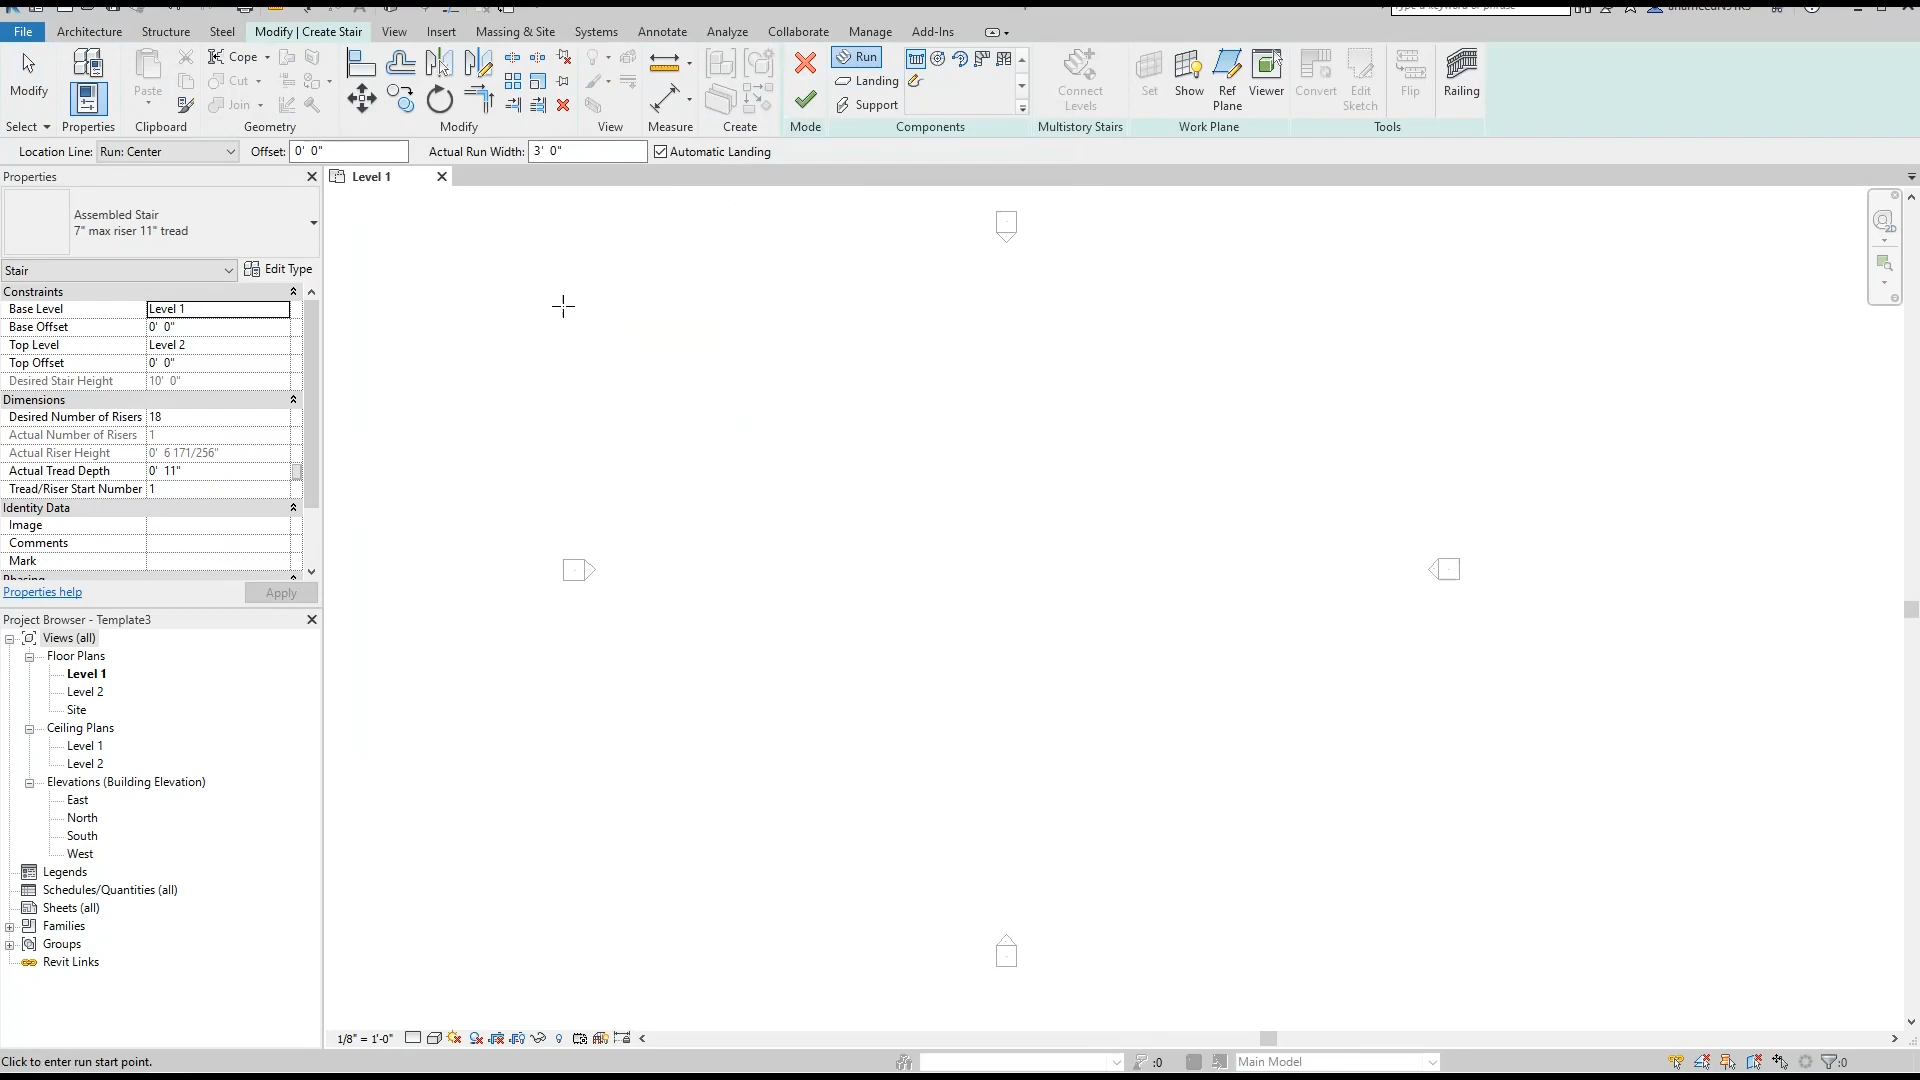 File Architecture Structure Steel Modify | Create Stair View Insert Massing & Site Systems Annotate Analyze Collaborate Manage Add-Ins
Modify
Paste
Cope
Cut
Join
Run
Landing
Support
Connect
Levels
Set
Show
Ref
Plane
Viewer
Convert
Edit
Sketch
Flip
Railing
Select Properties Clipboard Geometry Modify View Measure Create Mode Components Multistory Stairs Work Plane Tools
Location Line: Run: Center Offset: 0' 0" Actual Run Width: 3' 0" Automatic Landing
Properties
Level 1
Assembled Stair
7" max riser 11" tread
Stair Edit Type
Constraints
Base Level Level 1
Base Offset 0' 0"
Top Level Level 2
Top Offset 0' 0"
Desired Stair Height 10' 0"
Dimensions
Desired Number of Risers 18
Actual Number of Risers 1
Actual Riser Height 0' 6 171/256"
Actual Tread Depth 0' 11"
Tread/Riser Start Number 1
Identity Data
Image
Comments
Mark
Phasing
Properties help Apply
Project Browser - Template3
Views (all)
Floor Plans
Level 1
Level 2
Site
Ceiling Plans
Level 1
Level 2
Elevations (Building Elevation)
East
North
South
West
Legends
Schedules/Quantities (all)
Sheets (all)
Families
Groups
Revit Links
1/8" = 1'-0"
Click to enter run start point. :0 Main Model :0